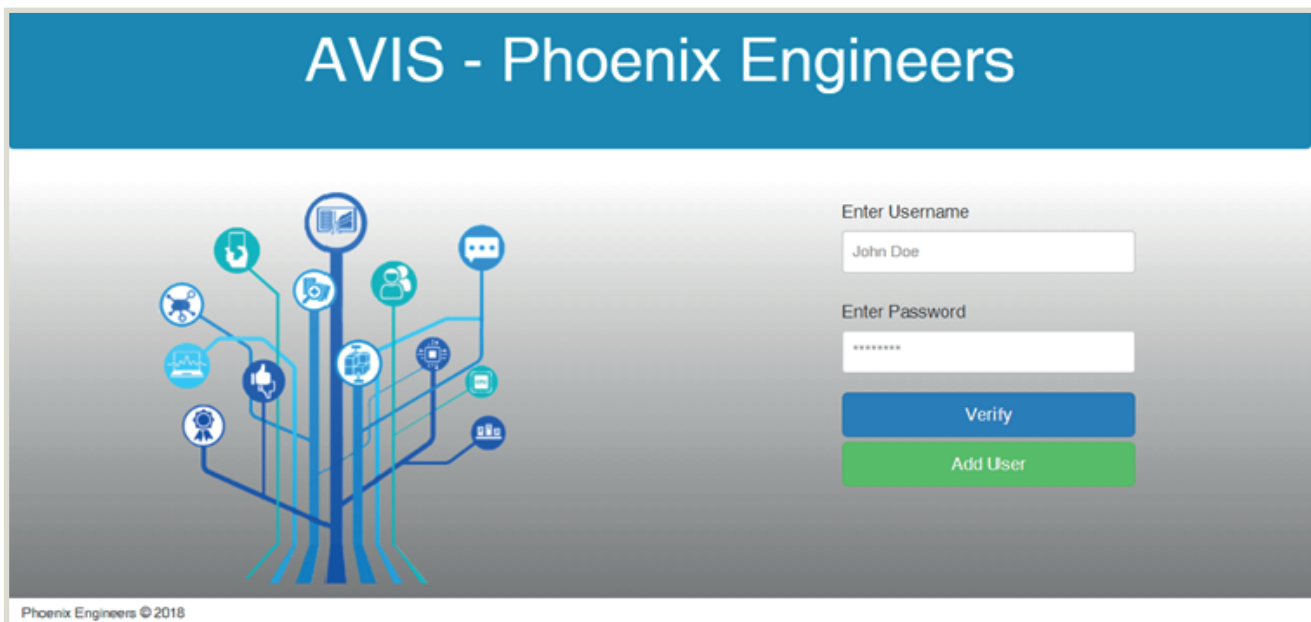 AVIS - Phoenix Engineers
Enter Username
John Doe
Enter Password
********
Verify
Add User
Phoenix Engineers © 2018